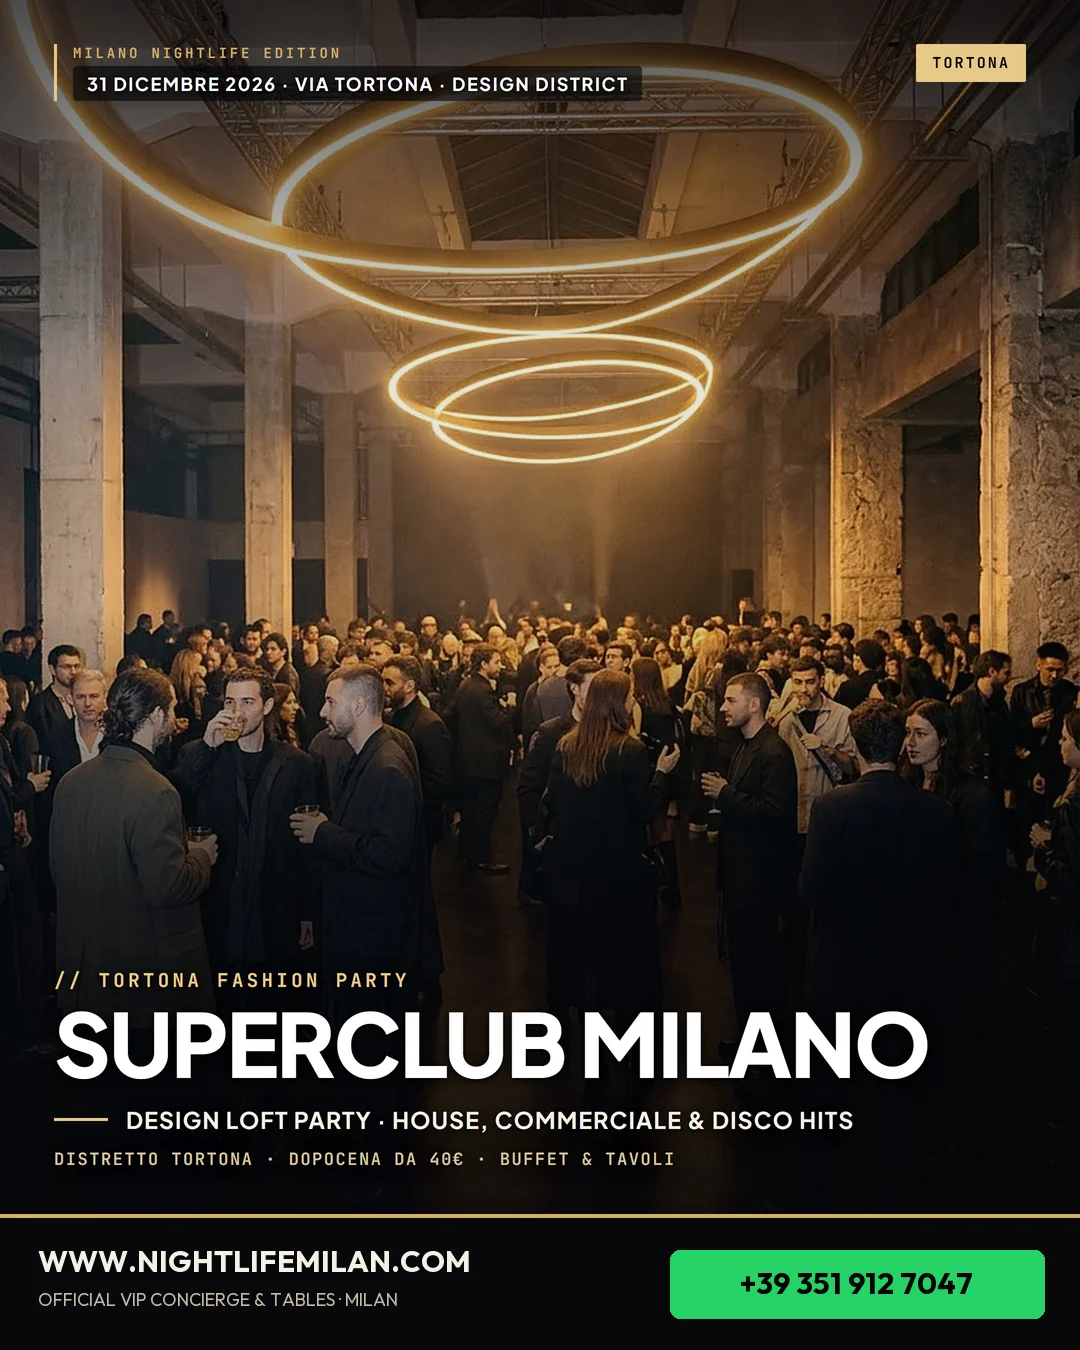 MILANO NIGHTLIFE EDITION
31 DICEMBRE 2026 · VIA TORTONA · DESIGN DISTRICT
TORTONA
// TORTONA FASHION PARTY
SUPERCLUB MILANO
DESIGN LOFT PARTY · HOUSE, COMMERCIALE & DISCO HITS
DISTRETTO TORTONA · DOPOCENA DA 40€ · BUFFET & TAVOLI
WWW.NIGHTLIFEMILAN.COM
OFFICIAL VIP CONCIERGE & TABLES · MILAN
+39 351 912 7047